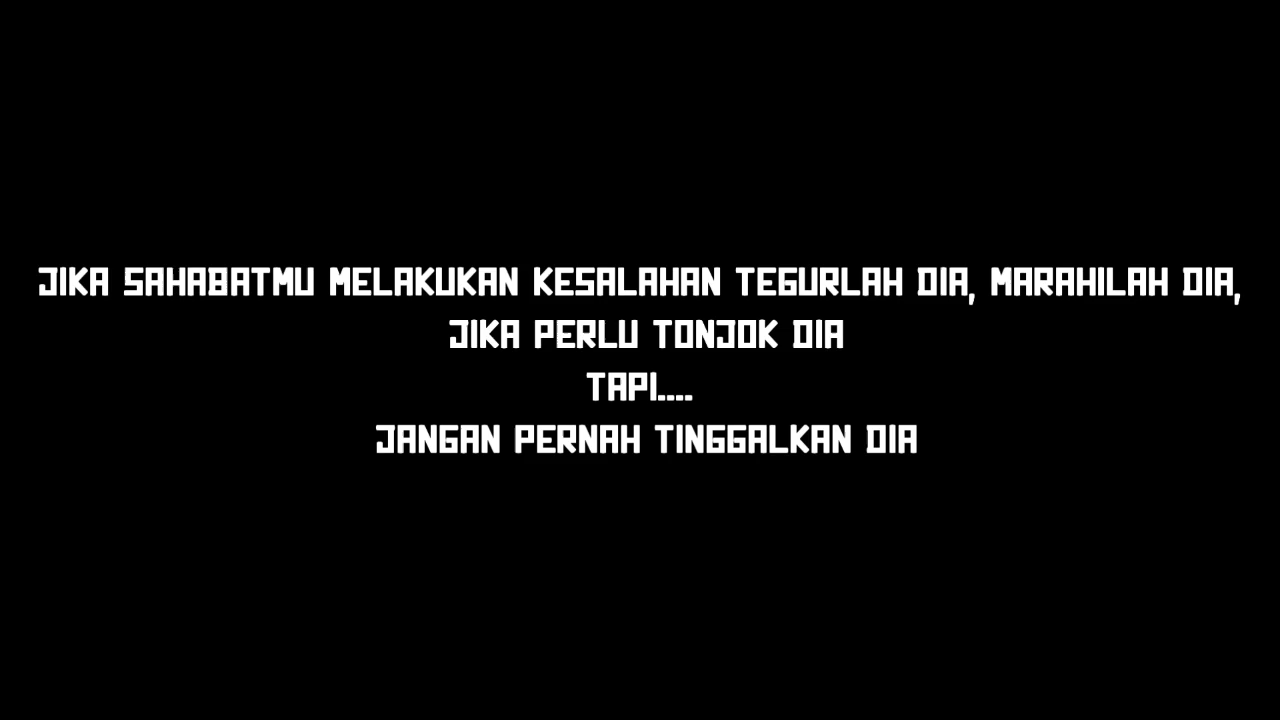 JIKA SAHABATMU MELAKUKAN KESALAHAN TEGURLAH DIA, MARAHILAH DIA,
JIKA PERLU TONJOK DIA
TAPI....
JANGAN PERNAH TINGGALKAN DIA